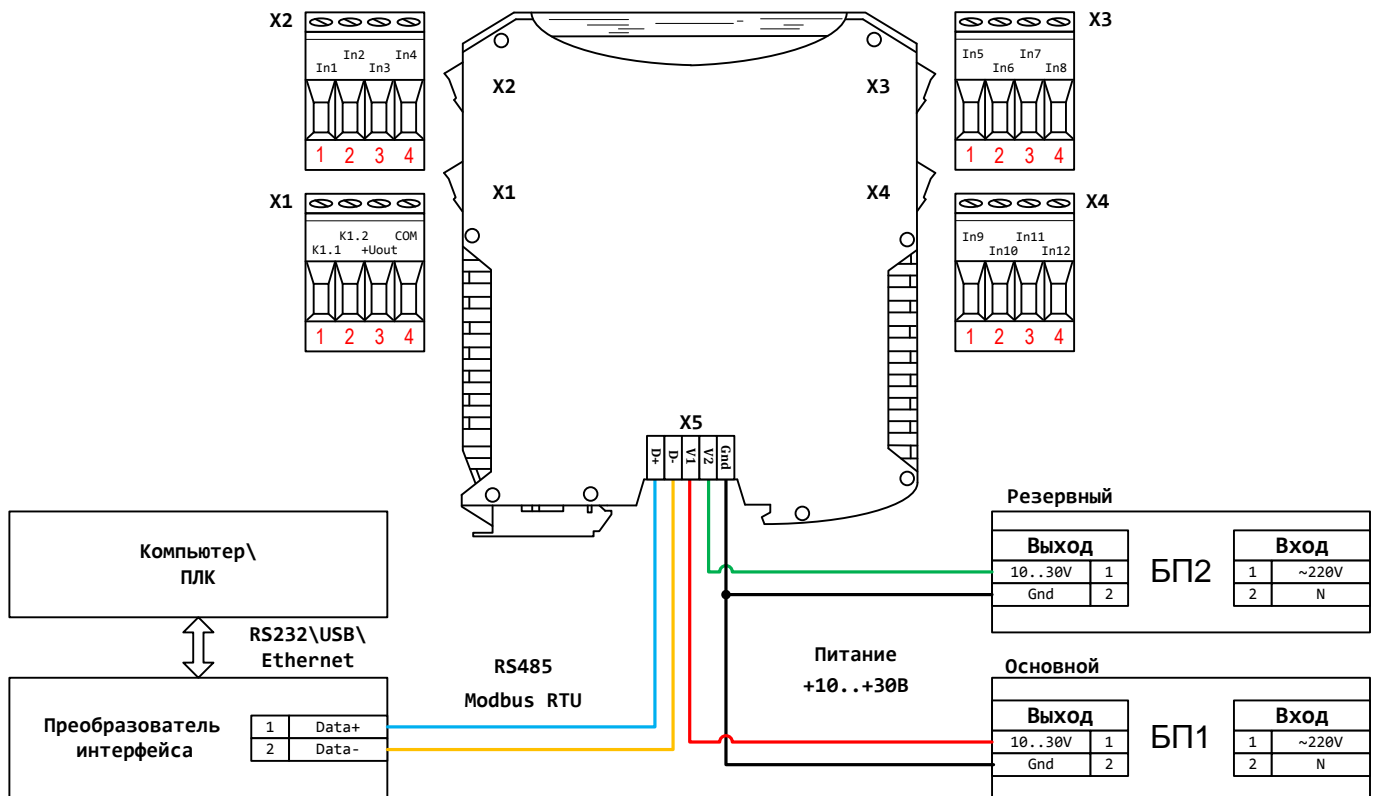 X2
In2 In4
In1 In3
1 2 3 4
X1
K1.2 COM
K1.1 +Uout
1 2 3 4
X2
X3
X1
X4
X3
In5 In7
In6 In8
1 2 3 4
X4
In9 In11
In10 In12
1 2 3 4
X5
D+ D- V1 V2 Gnd
Компьютер\
ПЛК
RS232\USB\
Ethernet
Преобразователь
интерфейса
1 Data+
2 Data-
RS485
Modbus RTU
Питание
+10..+30В
Резервный
Выход
10..30V 1
Gnd 2
БП2
Вход
1 ~220V
2 N
Основной
Выход
10..30V 1
Gnd 2
БП1
Вход
1 ~220V
2 N